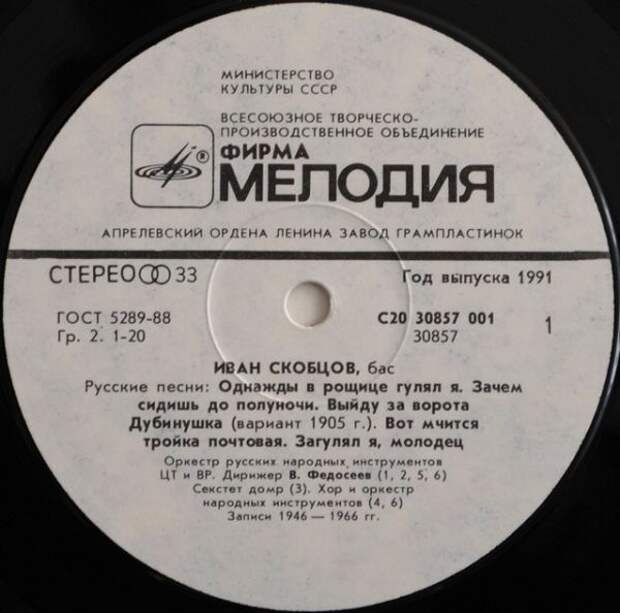 МИНИСТЕРСТВО
КУЛЬТУРЫ СССР
ВСЕСОЮЗНОЕ ТВОРЧЕСКО-
ПРОИЗВОДСТВЕННОЕ ОБЪЕДИНЕНИЕ
®
ФИРМА
МЕЛОДИЯ
АПРЕЛЕВСКИЙ ОРДЕНА ЛЕНИНА ЗАВОД ГРАМПЛАСТИНОК
СТЕРЕО 33
Год выпуска 1991
ГОСТ 5289-88
Гр. 2. 1-20
С20 30857 001
30857
1
ИВАН СКОБЦОВ, бас
Русские песни: Однажды в рощице гулял я. Зачем
сидишь до полуночи. Выйду за ворота
Дубинушка (вариант 1905 г.). Вот мчится
тройка почтовая. Загулял я, молодец
Оркестр русских народных инструментов
ЦТ и ВР. Дирижер В. Федосеев (1, 2, 5, 6)
Секстет домр (3). Хор и оркестр
народных инструментов (4, 6)
Записи 1946 — 1966 гг.